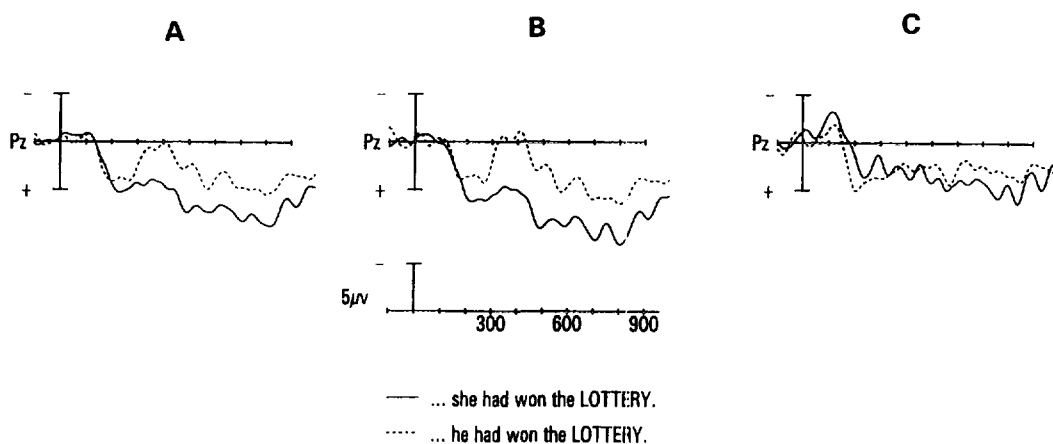 A
B
C
−
Pz
+
−
Pz
+
−
Pz
+
−
5µv
300 600 900
... she had won the LOTTERY.
... he had won the LOTTERY.